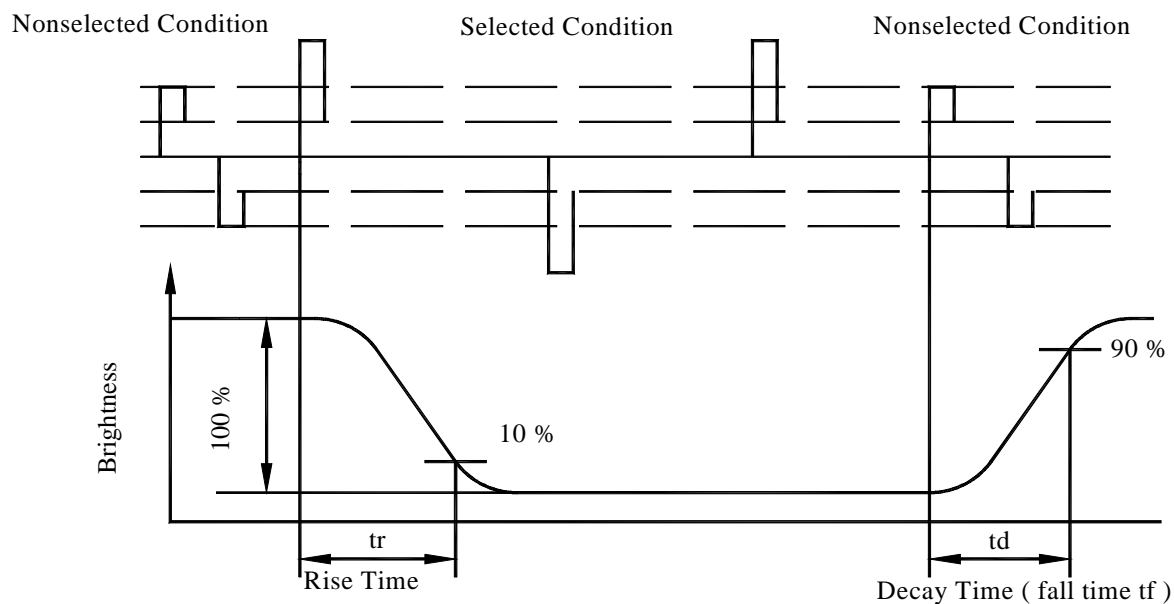 Nonselected Condition
Selected Condition
Nonselected Condition
Brightness
100 %
10 %
90 %
tr
Rise Time
td
Decay Time ( fall time tf )